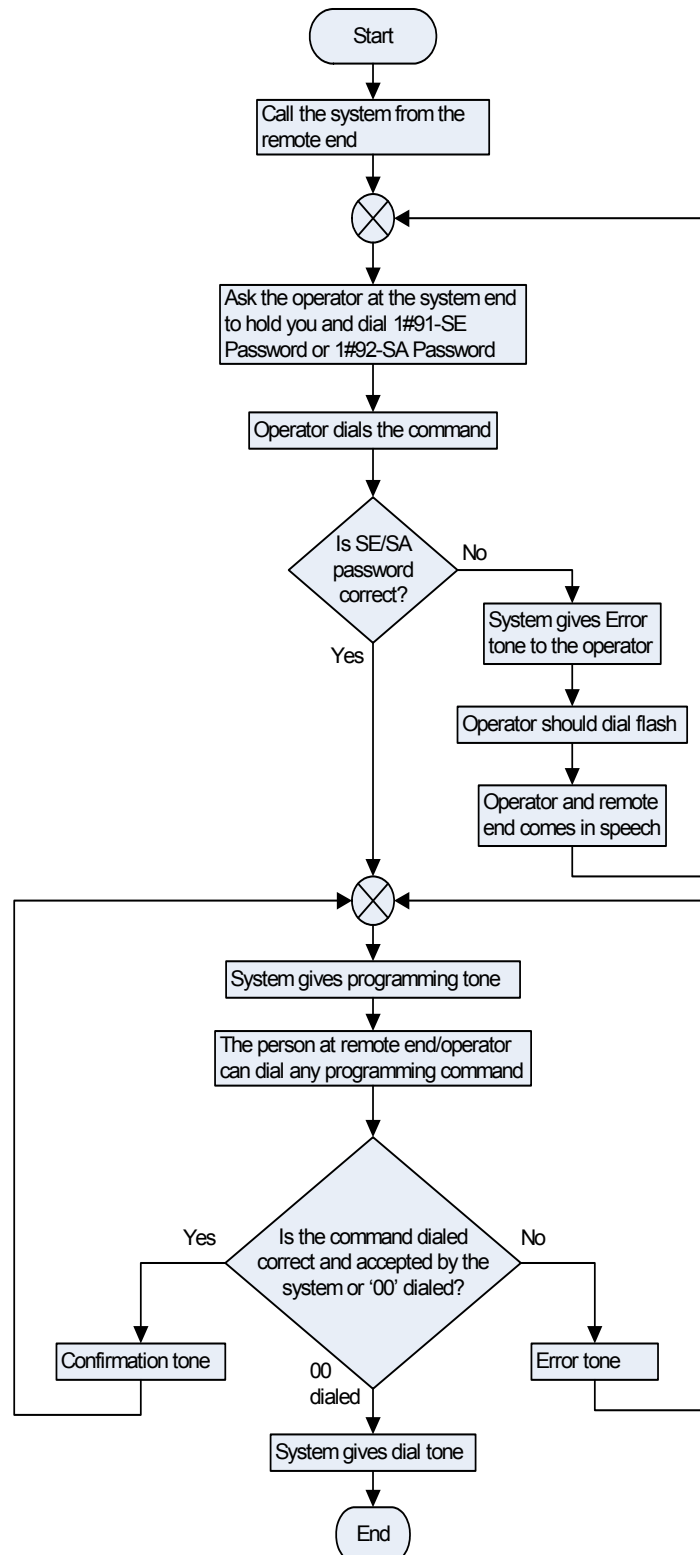 Start
Call the system from the
remote end
Ask the operator at the system end
to hold you and dial 1#91-SE
Password or 1#92-SA Password
Operator dials the command
Is SE/SA
password
correct?
No
Yes
System gives Error
tone to the operator
Operator should dial flash
Operator and remote
end comes in speech
System gives programming tone
The person at remote end/operator
can dial any programming command
Is the command dialed
correct and accepted by the
system or ‘00’ dialed?
Yes
No
Confirmation tone
00
dialed
Error tone
System gives dial tone
End